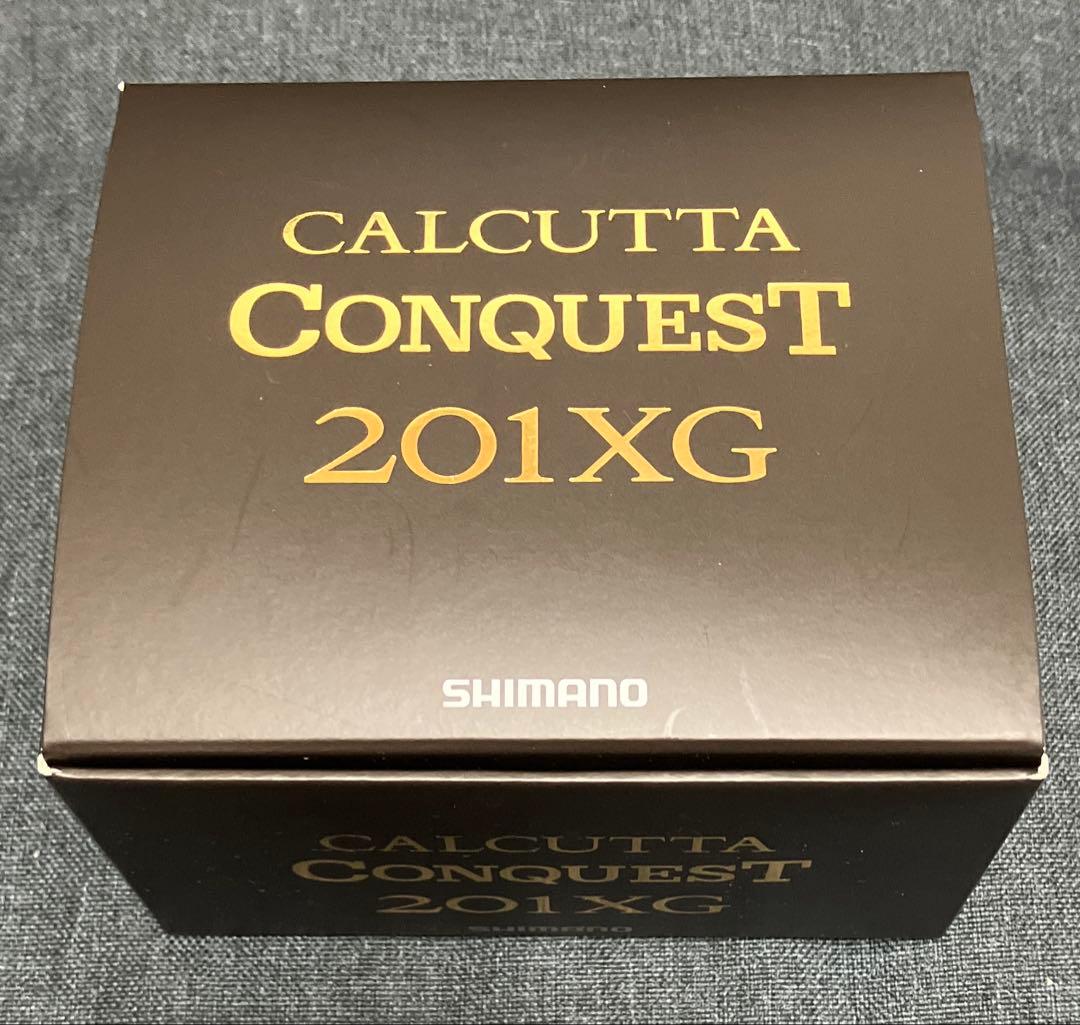 CALCUTTA
CONQUEST
201XG
SHIMANO
CALCUTTA
CONQUEST
201XG
SHIMANO